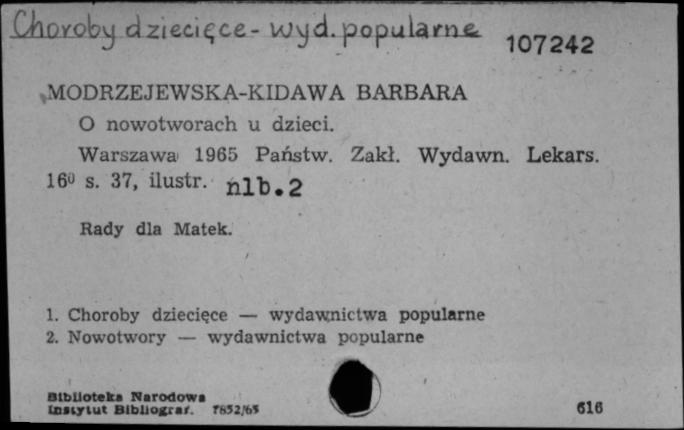 Choroby dziecięce - wyd. popularne
107242
MODRZEJEWSKA-KIDAWA BARBARA
O nowotworach u dzieci.
Warszawa 1965 Państw. Zakł. Wydawn. Lekars.
16º s. 37, ilustr. nlb.2
Rady dla Matek.
1. Choroby dziecięce — wydawnictwa popularne
2. Nowotwory — wydawnictwa popularne
Biblioteka Narodowa
Instytut Bibliograf. 7852/65
616